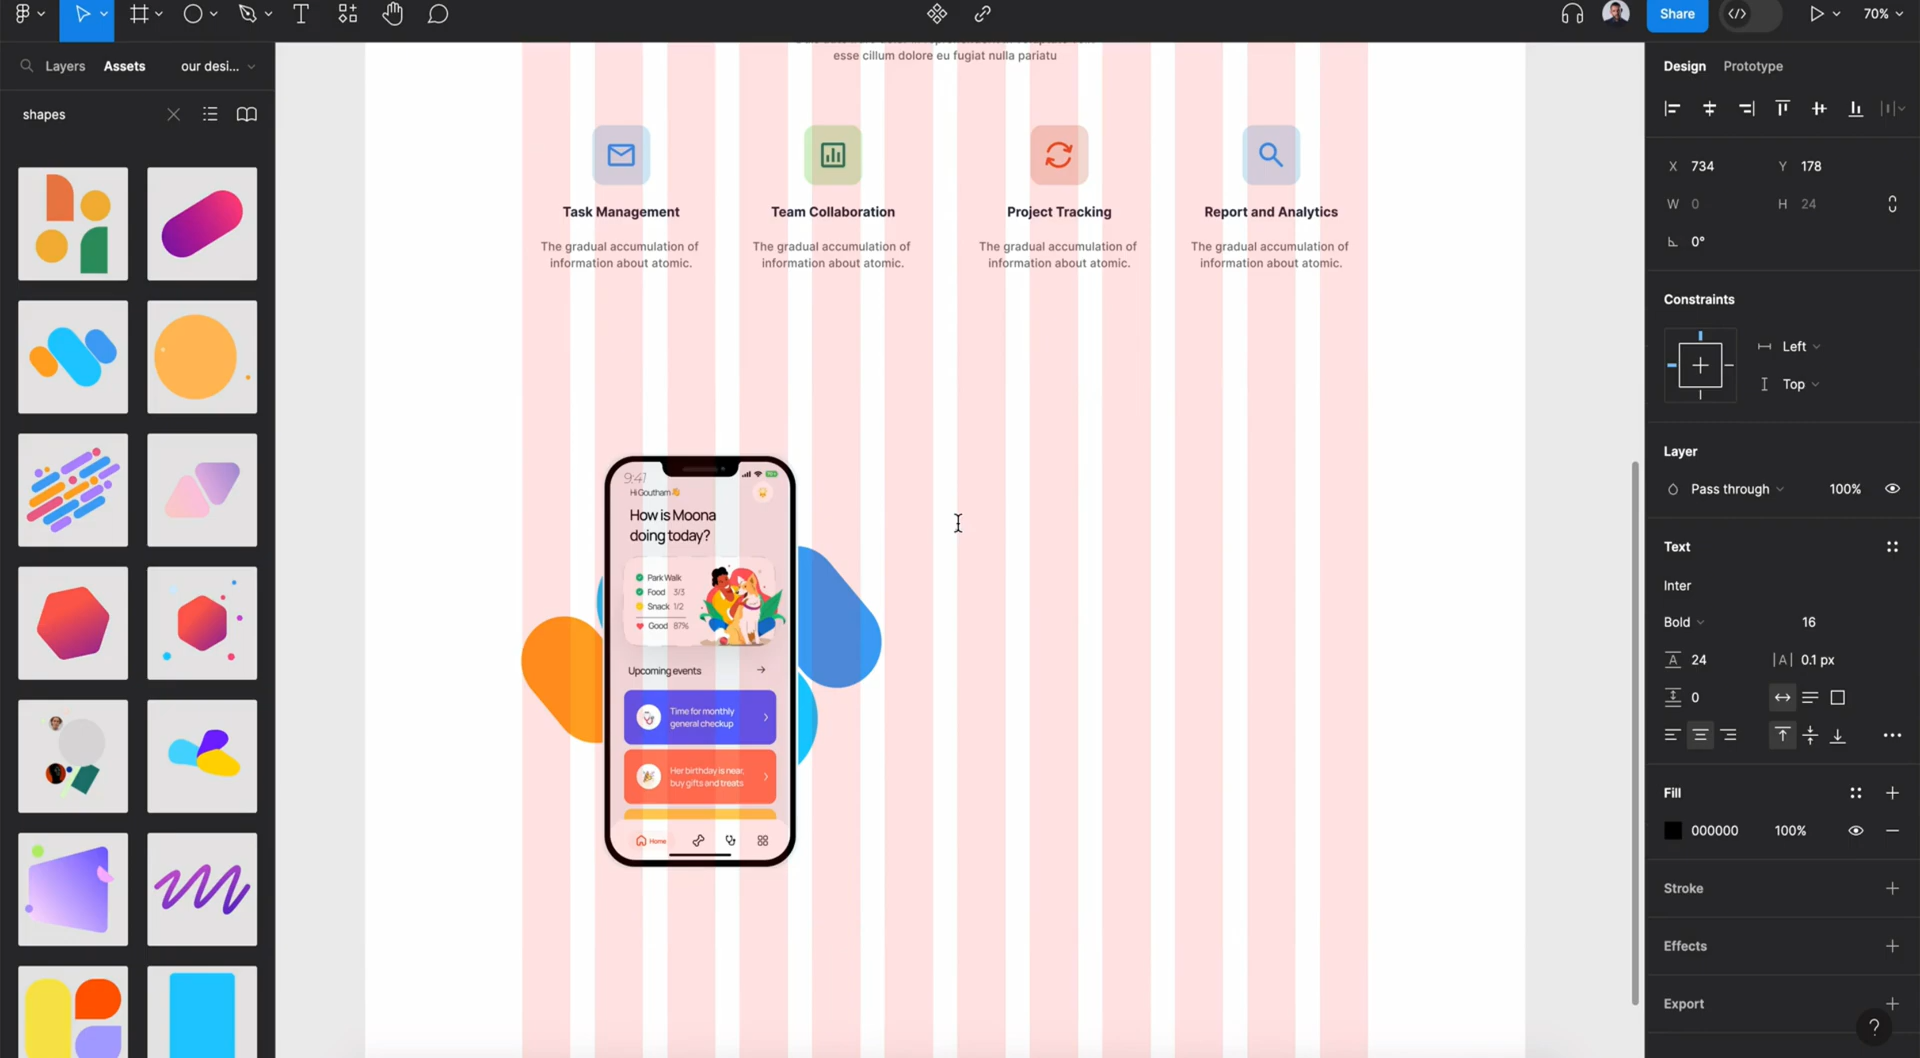 Share
70%
Layers
Assets
our desi...
Design
Prototype
shapes
esse cillum dolore eu fugiat nulla pariatu
X 734
Y 178
W 0
H 24
0°
Task Management
Team Collaboration
Project Tracking
Report and Analytics
The gradual accumulation of
information about atomic.
The gradual accumulation of
information about atomic.
The gradual accumulation of
information about atomic.
The gradual accumulation of
information about atomic.
Constraints
Left
Top
Layer
Pass through
100%
9:41
Hi Goutham
How is Moona
doing today?
Park Walk
Food 3/3
Snack 1/2
Good 87%
Upcoming events
Time for monthly
general checkup
Her birthday is near,
buy gifts and treats
Home
Text
Inter
Bold
16
A 24
|A| 0.1 px
0
Fill
000000
100%
Stroke
Effects
Export
?